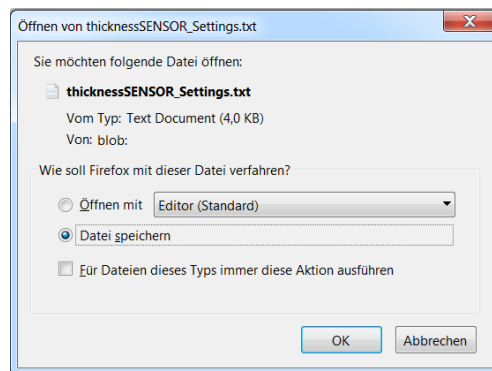 Öffnen von thicknessSENSOR_Settings.txt
Sie möchten folgende Datei öffnen:
thicknessSENSOR_Settings.txt
Vom Typ: Text Document (4,0 KB)
Von: blob:
Wie soll Firefox mit dieser Datei verfahren?
Öffnen mit Editor (Standard)
Datei speichern
Für Dateien dieses Typs immer diese Aktion ausführen
OK Abbrechen